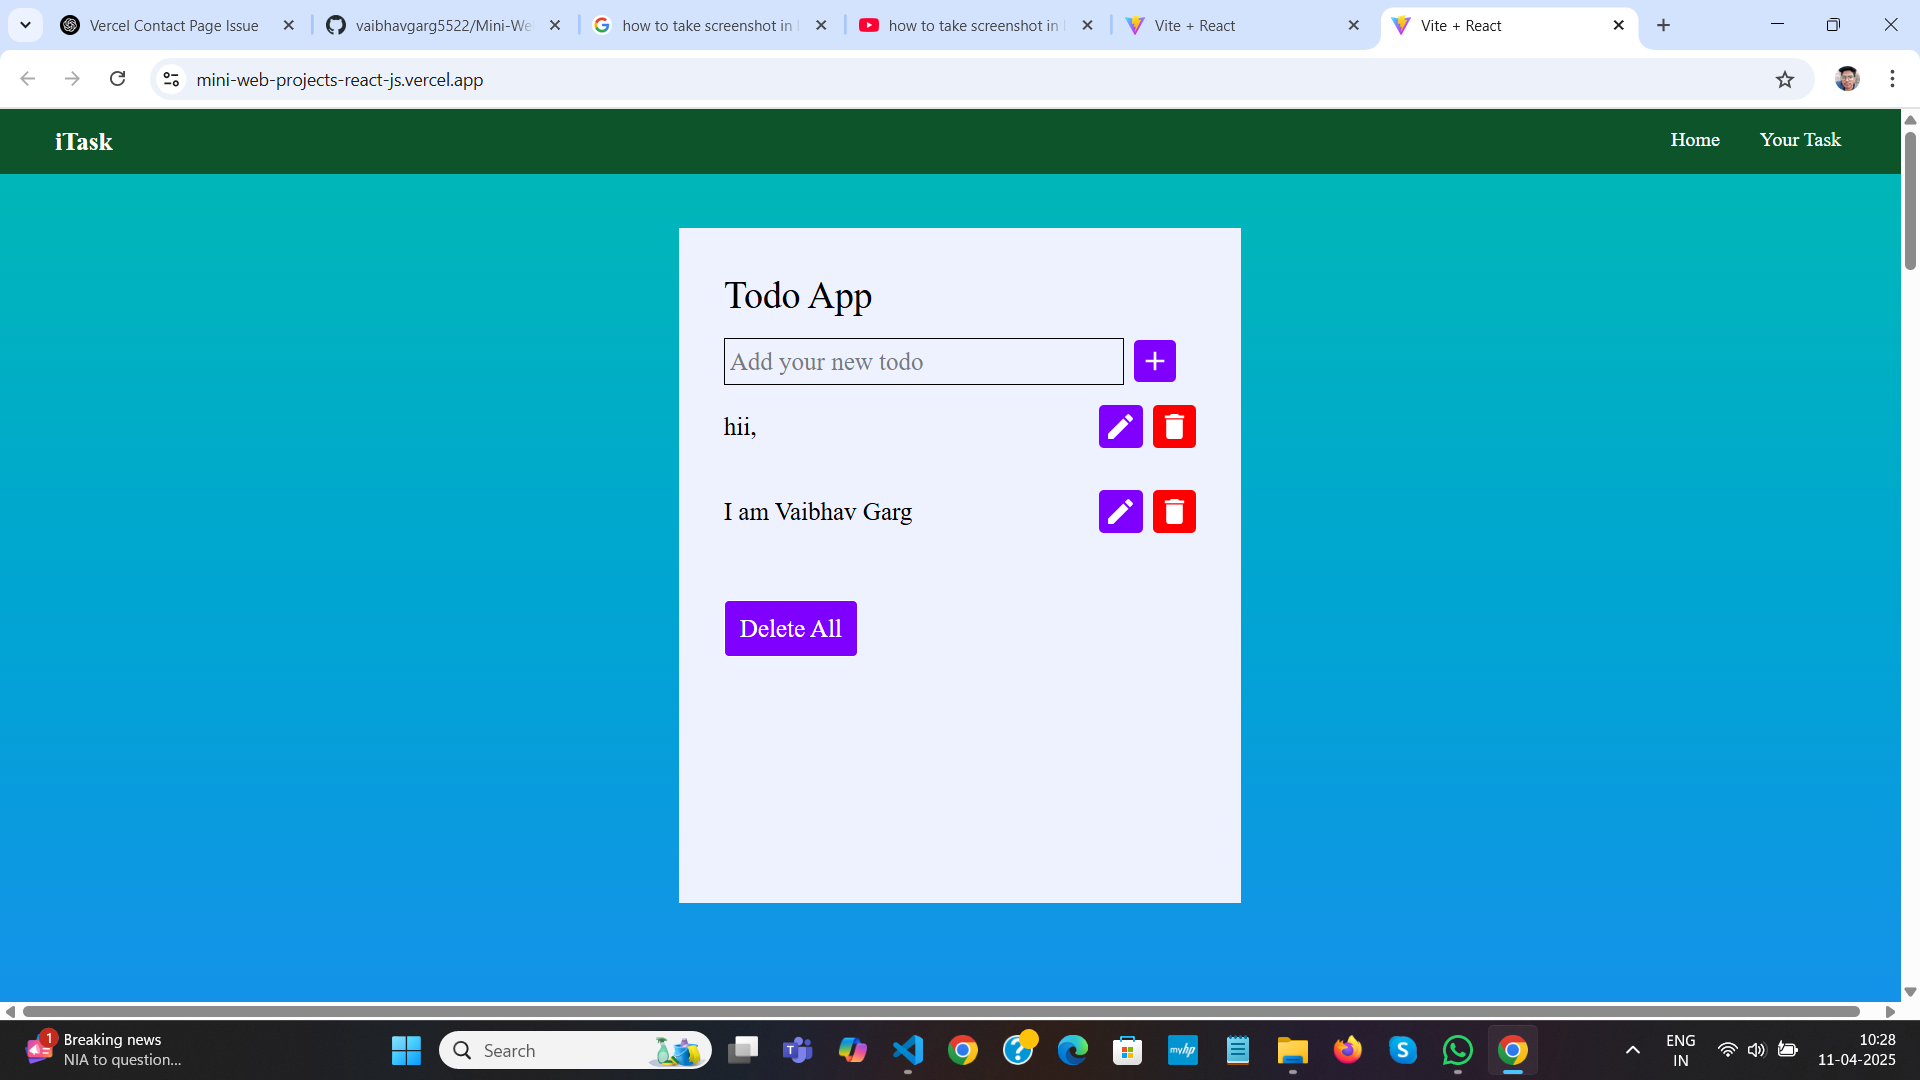 Vercel Contact Page Issue
vaibhavgarg5522/Mini-We
how to take screenshot in
how to take screenshot in
Vite + React
Vite + React
mini-web-projects-react-js.vercel.app
iTask
Home
Your Task
Todo App
Add your new todo
hii,
I am Vaibhav Garg
Delete All
1
Breaking news
NIA to question...
Search
myhp
ENG
IN
10:28
11-04-2025